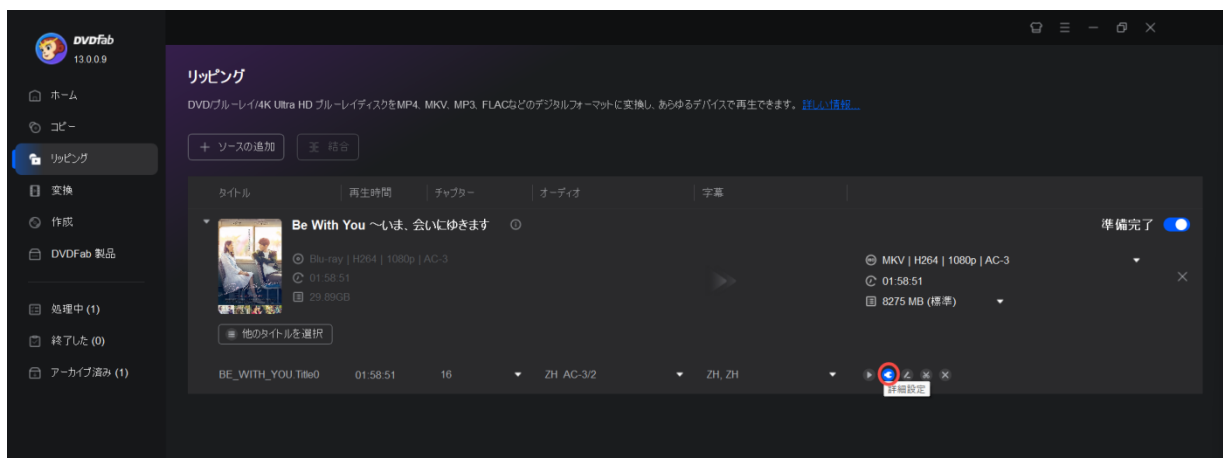 DVDFab
13.0.0.9
ホーム
コピー
リッピング
変換
作成
DVDFab 製品
処理中 (1)
終了した (0)
アーカイブ済み (1)
リッピング
DVD/ブルーレイ/4K Ultra HD ブルーレイディスクをMP4、MKV、MP3、FLACなどのデジタルフォーマットに変換し、あらゆるデバイスで再生できます。 詳しい情報...
+ ソースの追加 結合
タイトル 再生時間 チャプター オーディオ 字幕
Be With You ～いま、会いにゆきます
準備完了
Blu-ray | H264 | 1080p | AC-3
01:58:51
29.89GB
MKV | H264 | 1080p | AC-3
01:58:51
8275 MB (標準)
他のタイトルを選択
BE_WITH_YOU.Title0 01:58:51 16 ZH AC-3/2 ZH, ZH
詳細設定